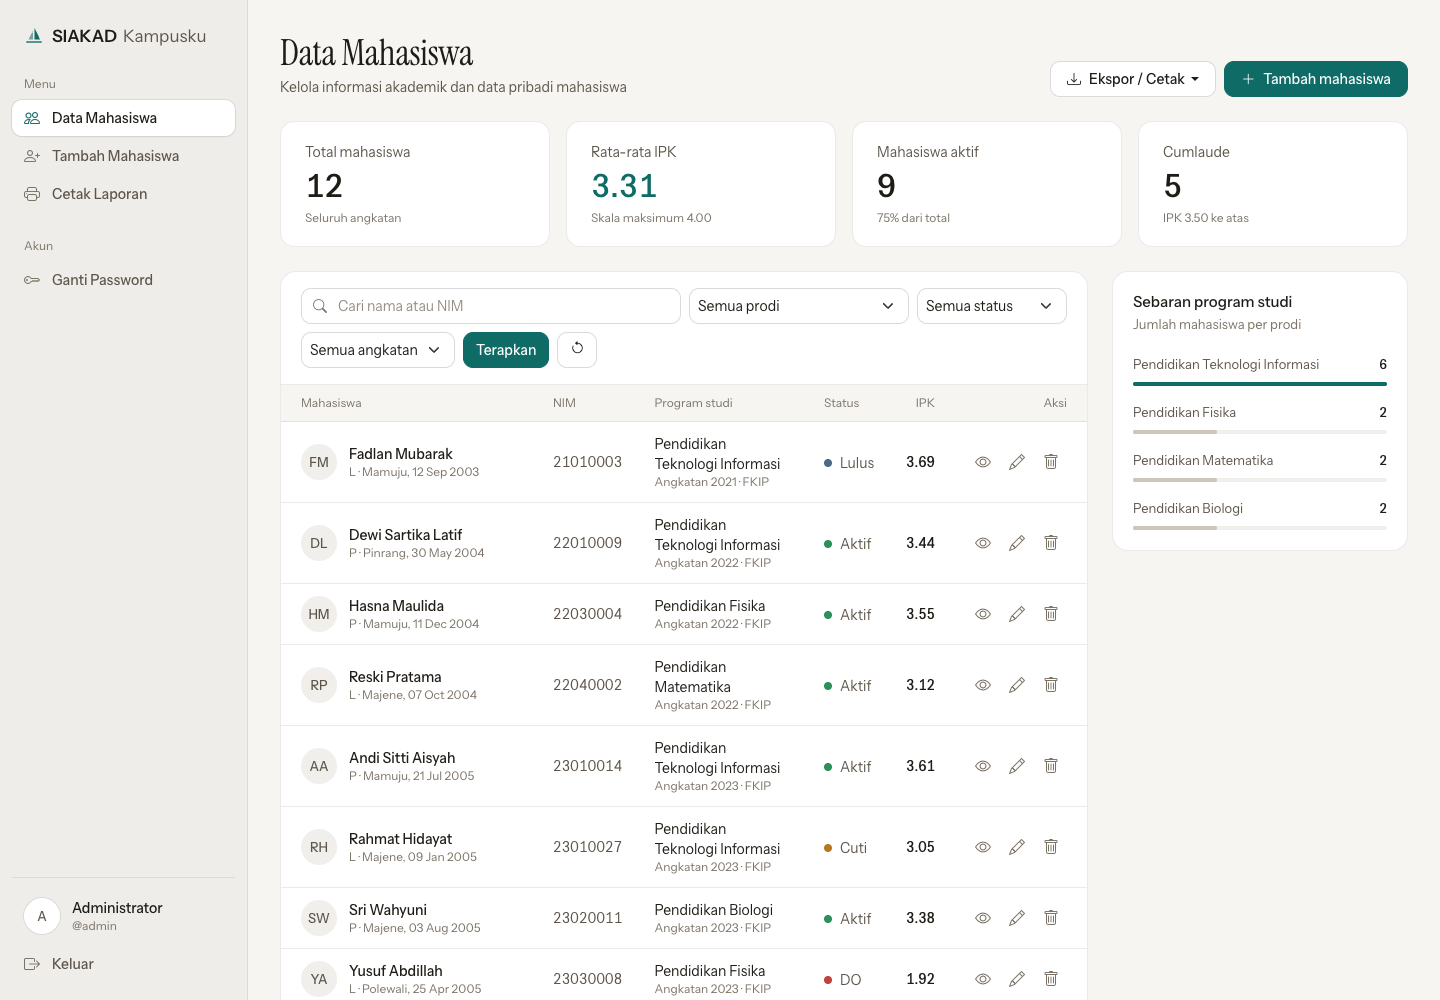 SIAKAD Kampusku
Menu
Data Mahasiswa
Tambah Mahasiswa
Cetak Laporan
Akun
Ganti Password
A
Administrator
@admin
Keluar
Data Mahasiswa
Kelola informasi akademik dan data pribadi mahasiswa
Ekspor / Cetak
Tambah mahasiswa
Total mahasiswa
12
Seluruh angkatan
Rata-rata IPK
3.31
Skala maksimum 4.00
Mahasiswa aktif
9
75% dari total
Cumlaude
5
IPK 3.50 ke atas
Cari nama atau NIM
Semua prodi
Semua status
Semua angkatan
Terapkan
Mahasiswa NIM Program studi Status IPK Aksi
FM
Fadlan Mubarak
L · Mamuju, 12 Sep 2003
21010003
Pendidikan
Teknologi Informasi
Angkatan 2021 · FKIP
Lulus
3.69
DL
Dewi Sartika Latif
P · Pinrang, 30 May 2004
22010009
Pendidikan
Teknologi Informasi
Angkatan 2022 · FKIP
Aktif
3.44
HM
Hasna Maulida
P · Mamuju, 11 Dec 2004
22030004
Pendidikan Fisika
Angkatan 2022 · FKIP
Aktif
3.55
RP
Reski Pratama
L · Majene, 07 Oct 2004
22040002
Pendidikan
Matematika
Angkatan 2022 · FKIP
Aktif
3.12
AA
Andi Sitti Aisyah
P · Mamuju, 21 Jul 2005
23010014
Pendidikan
Teknologi Informasi
Angkatan 2023 · FKIP
Aktif
3.61
RH
Rahmat Hidayat
L · Majene, 09 Jan 2005
23010027
Pendidikan
Teknologi Informasi
Angkatan 2023 · FKIP
Cuti
3.05
SW
Sri Wahyuni
P · Majene, 03 Aug 2005
23020011
Pendidikan Biologi
Angkatan 2023 · FKIP
Aktif
3.38
YA
Yusuf Abdillah
L · Polewali, 25 Apr 2005
23030008
Pendidikan Fisika
Angkatan 2023 · FKIP
DO
1.92
Sebaran program studi
Jumlah mahasiswa per prodi
Pendidikan Teknologi Informasi 6
Pendidikan Fisika 2
Pendidikan Matematika 2
Pendidikan Biologi 2